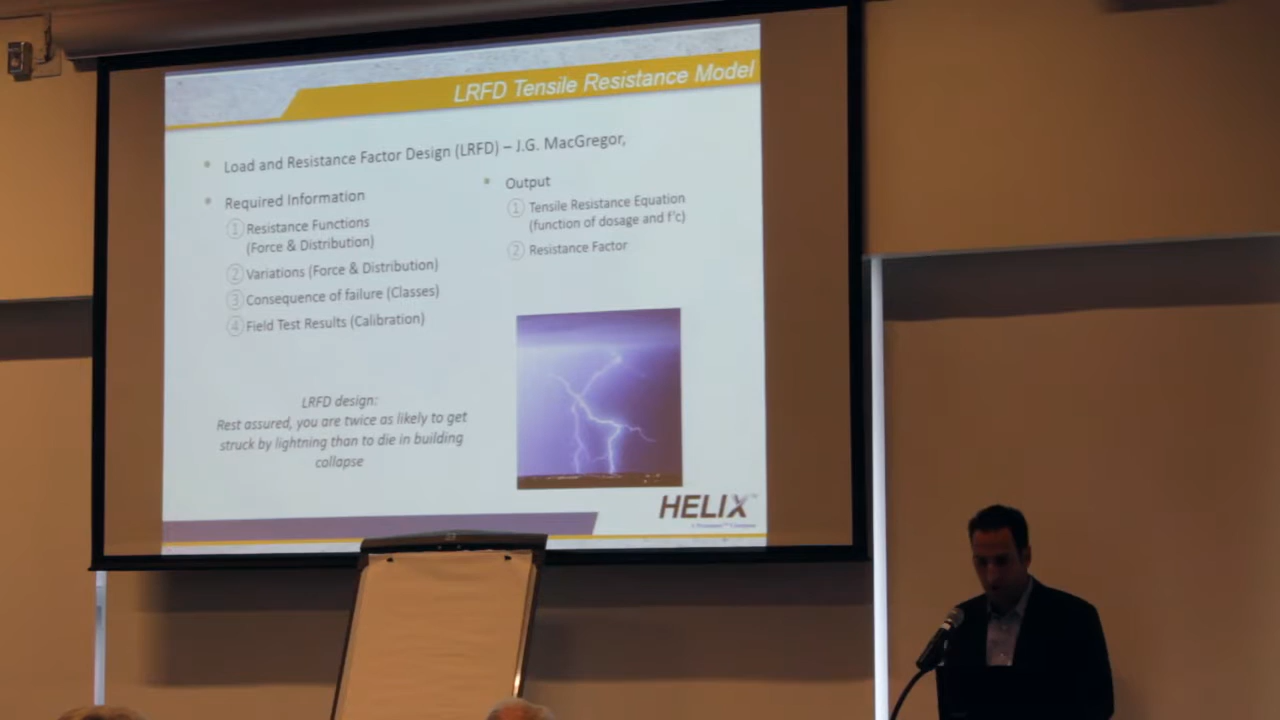 LRFD Tensile Resistance Model
Load and Resistance Factor Design (LRFD) – J.G. MacGregor,
Required Information
1 Resistance Functions
(Force & Distribution)
2 Variations (Force & Distribution)
3 Consequence of failure (Classes)
4 Field Test Results (Calibration)
Output
1 Tensile Resistance Equation
(function of dosage and f'c)
2 Resistance Factor
LRFD design:
Rest assured, you are twice as likely to get
struck by lightning than to die in building
collapse
HELIX™